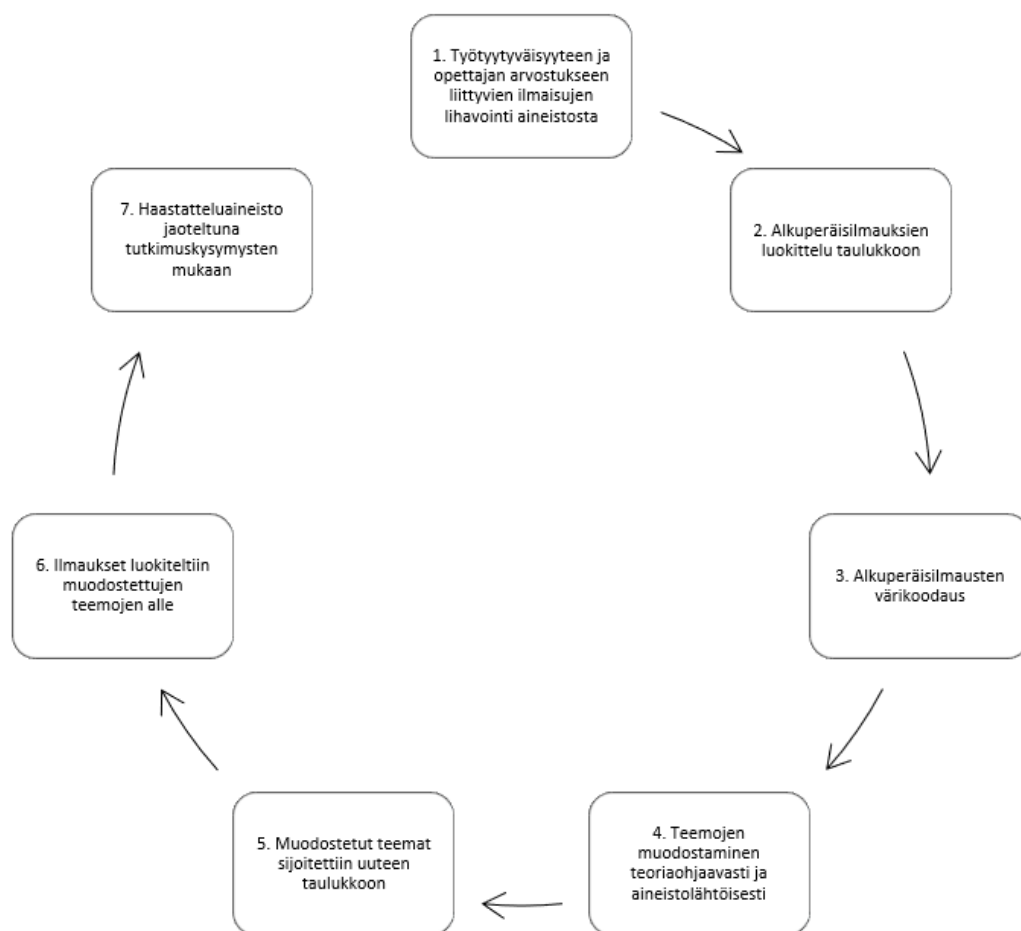 1. Työtyytyväisyyteen ja
opettajan arvostukseen
liittyvien ilmaisujen
lihavointi aineistosta
2. Alkuperäisilmauksien
luokittelu taulukkoon
3. Alkuperäisilmausten
värikoodaus
4. Teemojen
muodostaminen
teoriaohjaavasti ja
aineistolähtöisesti
5. Muodostetut teemat
sijoitettiin uuteen
taulukkoon
6. Ilmaukset luokiteltiin
muodostettujen
teemojen alle
7. Haastatteluaineisto
jaoteltuna
tutkimuskysymysten
mukaan